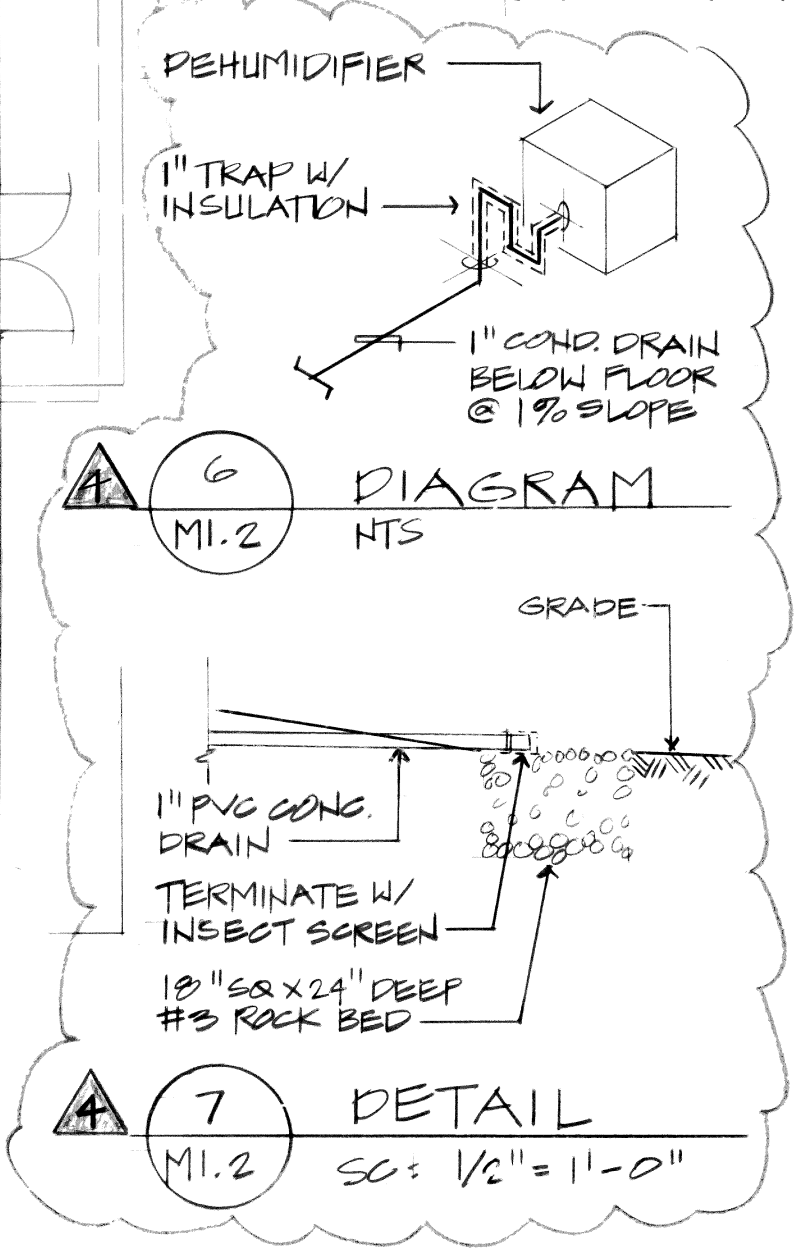 DEHUMIDIFIER
1" TRAP W/
INSULATION
1" COND. DRAIN
BELOW FLOOR
@ 1% SLOPE
4
6
M1.2
DIAGRAM
NTS
GRADE
1" PVC CONC.
DRAIN
TERMINATE W/
INSECT SCREEN
18" SQ X 24" DEEP
#3 ROCK BED
4
7
M1.2
DETAIL
SC: 1/2" = 1'-0"